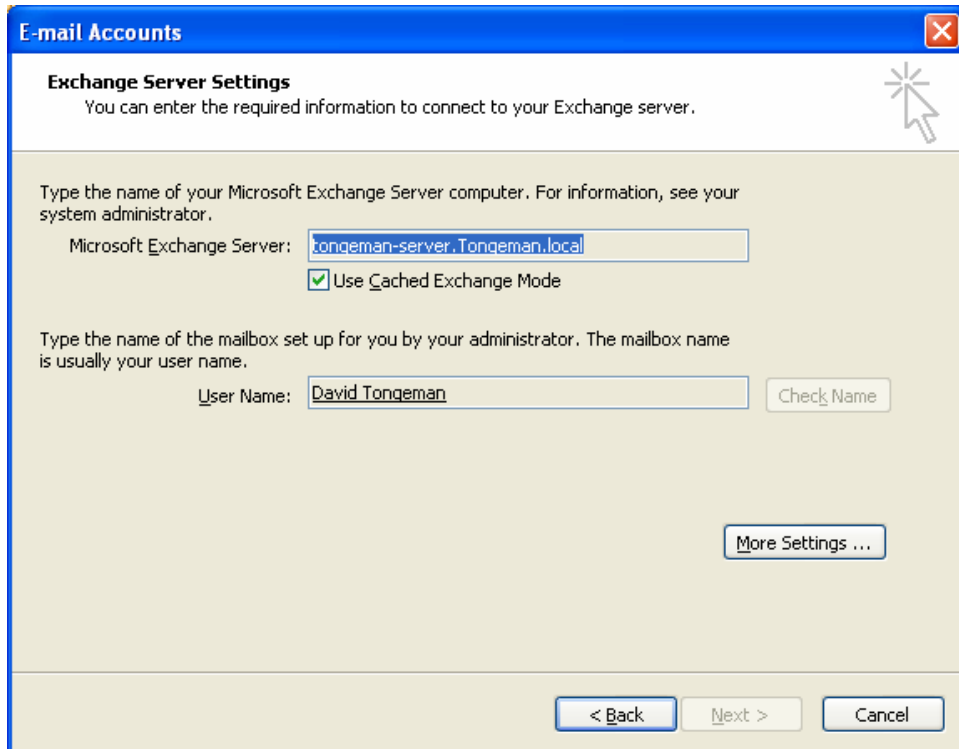 E-mail Accounts
Exchange Server Settings
You can enter the required information to connect to your Exchange server.
Type the name of your Microsoft Exchange Server computer. For information, see your
system administrator.
Microsoft Exchange Server: tongeman-server.Tongeman.local
Use Cached Exchange Mode
Type the name of the mailbox set up for you by your administrator. The mailbox name
is usually your user name.
User Name: David Tongeman Check Name
More Settings ...
< Back Next > Cancel